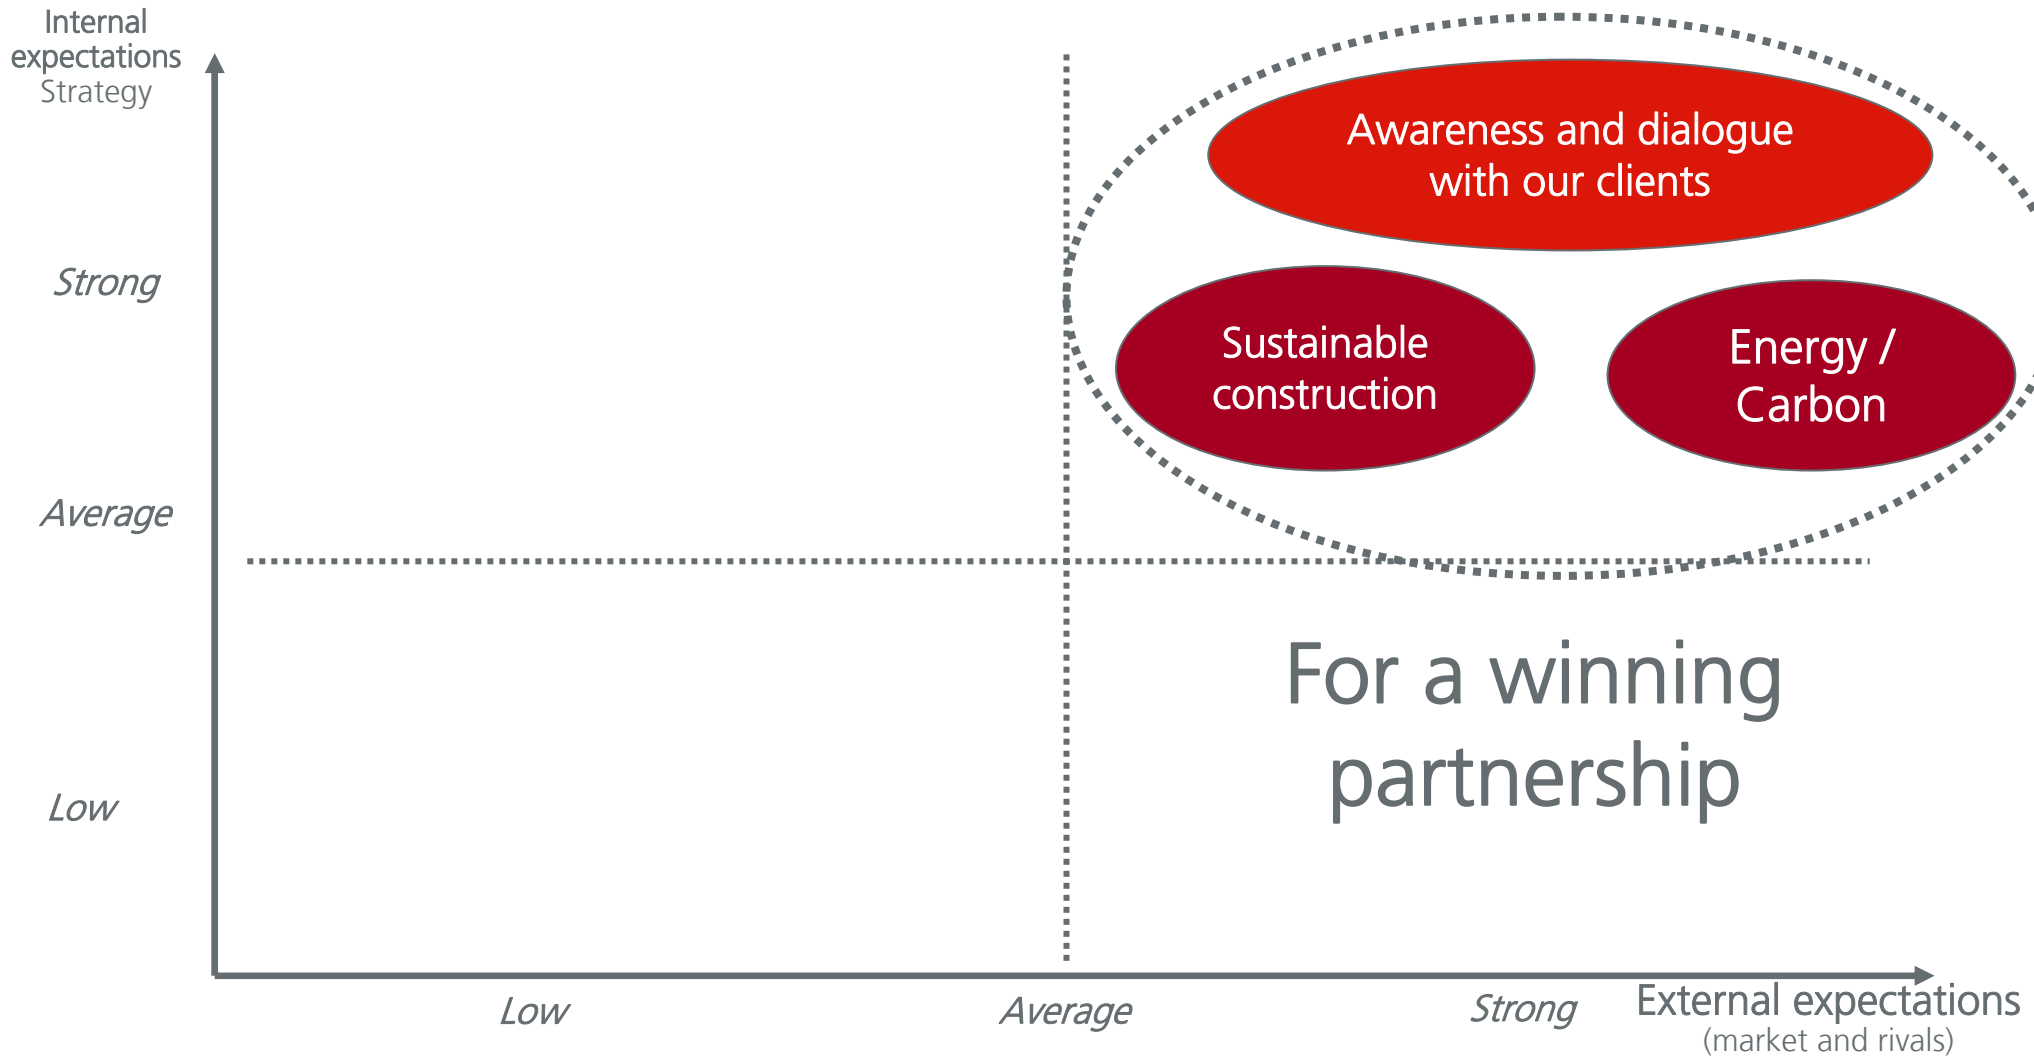 Internal
expectations
Strategy
Awareness and dialogue
with our clients
Strong
Sustainable
construction
Energy /
Carbon
Average
For a winning
partnership
Low
Low
Average
Strong
External expectations
(market and rivals)